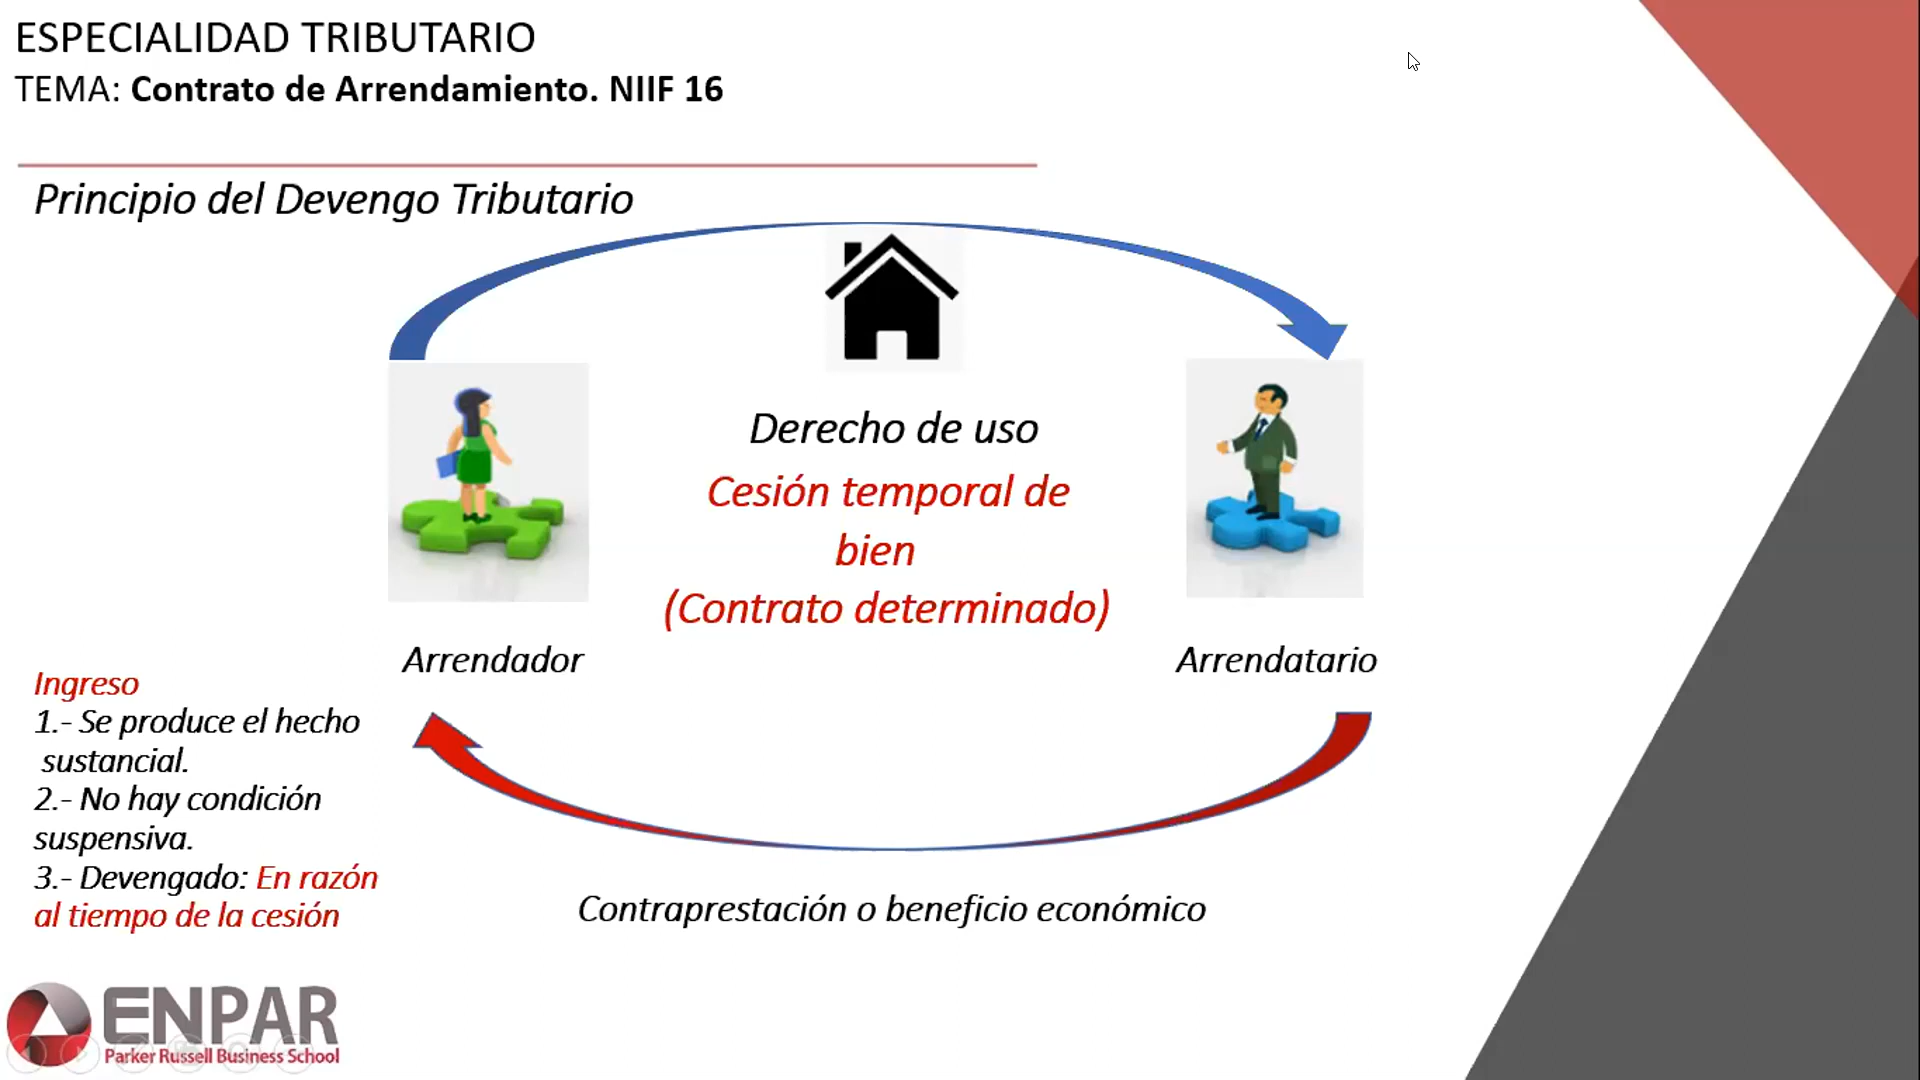 ESPECIALIDAD TRIBUTARIO
TEMA: Contrato de Arrendamiento. NIIF 16
Principio del Devengo Tributario
Derecho de uso
Cesión temporal de
bien
(Contrato determinado)
Arrendador
Arrendatario
Ingreso
1.- Se produce el hecho
sustancial.
2.- No hay condición
suspensiva.
3.- Devengado: En razón
al tiempo de la cesión
Contraprestación o beneficio económico
ENPAR
Parker Russell Business School